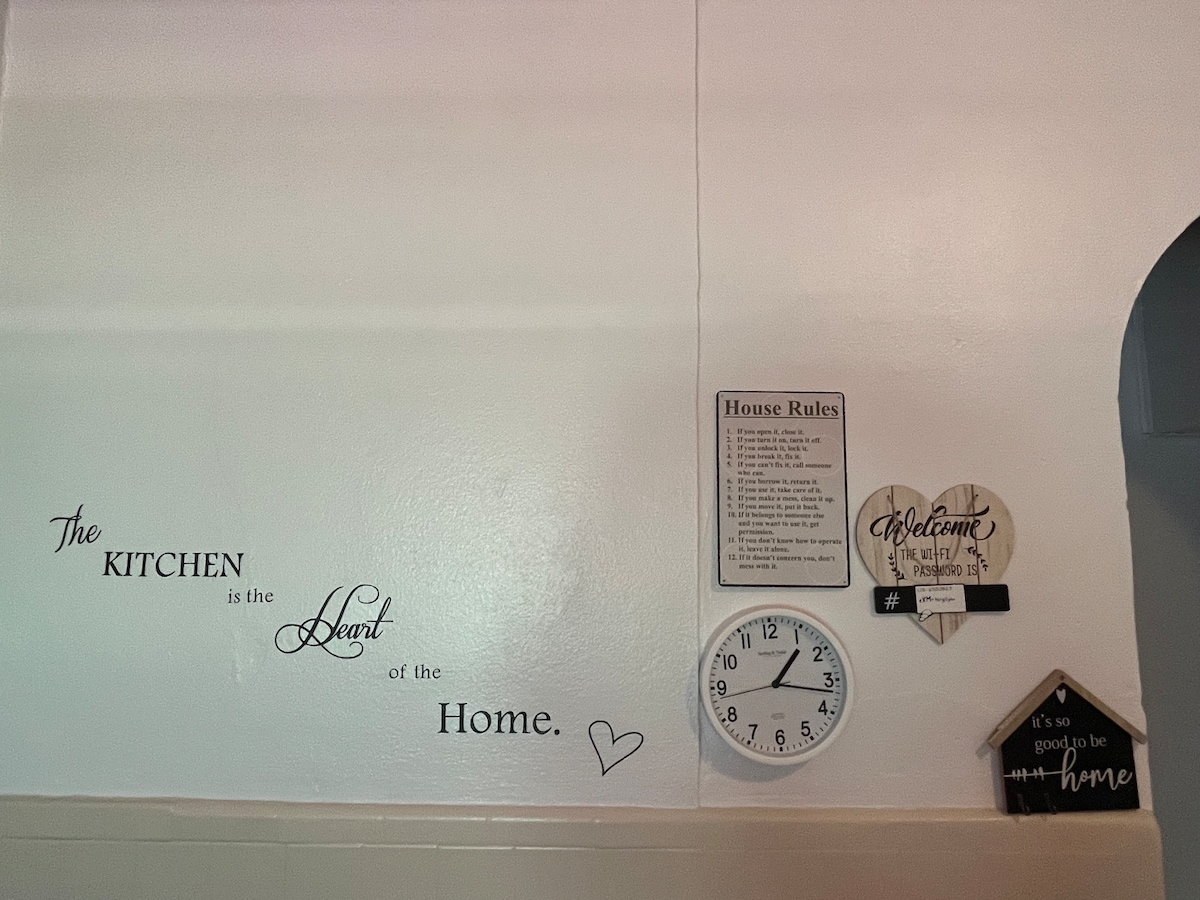 The
KITCHEN
is the
Heart
of the
Home.
House Rules
1. If you open it, close it.
2. If you turn it on, turn it off.
3. If you unlock it, lock it.
4. If you break it, fix it.
5. If you can't fix it, call someone
who can.
6. If you borrow it, return it.
7. If you use it, take care of it.
8. If you make a mess, clean it up.
9. If you move it, put it back.
10. If it belongs to someone else
and you want to use it, get
permission.
11. If you don't know how to operate
it, leave it alone.
12. If it doesn't concern you, don't
mess with it.
Welcome
THE WI-FI
PASSWORD IS
#
12
1
2
3
4
5
6
7
8
9
10
11
it's so
good to be
home